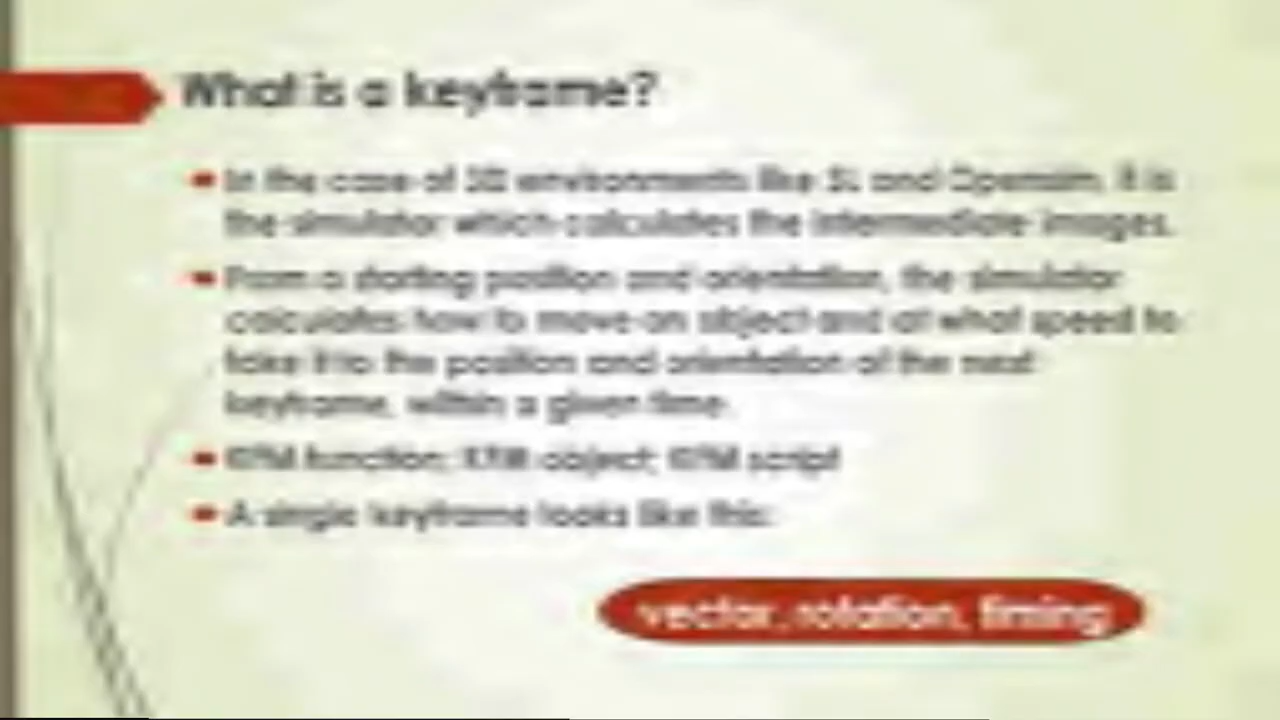 What is a keyframe?
In the case of 3D environments like SL and OpenSim, it is
the simulator which calculates the intermediate images.
From a starting position and orientation, the simulator
calculates how to move an object and at what speed to
take it to the position and orientation of the next
keyframe, within a given time.
KFM function; KFM object; KFM script
A single keyframe looks like this:
vector, rotation, timing